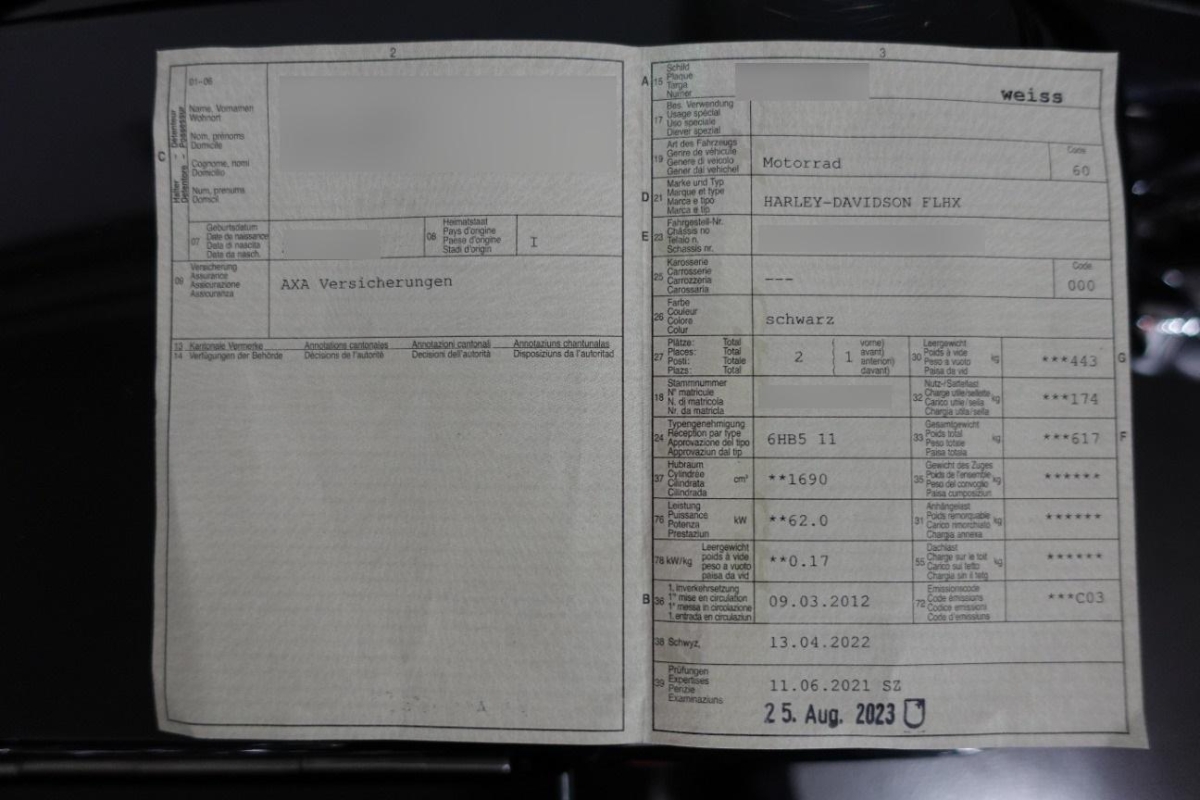 2
01-06
C
Halter Detentore
Détenteur Possessur
Name, Vornamen
Wohnort
Nom, prénoms
Domicile
Cognome, nomi
Domicilio
Num, prenums
Domicil
07
Geburtsdatum
Date de naissance
Data di nascita
Data da nasch.
08
Heimatstaat
Pays d'origine
Paese d'origine
Stadi d'origin
I
09
Versicherung
Assurance
Assicurazione
Assicuranza
AXA Versicherungen
13 Kantonale Vermerke Annotations cantonales Annotazioni cantonali Annotaziuns chantunalas
14 Verfügungen der Behörde Décisions de l'autorité Decisioni dell'autorità Disposiziuns da l'autoritad
3
A 15
Schild
Plaque
Targa
Numer
weiss
17
Bes. Verwendung
Usage spécial
Uso speciale
Diever spezial
19
Art des Fahrzeugs
Genre de véhicule
Genere di veicolo
Gener dal vehichel
Motorrad
Code
60
D 21
Marke und Typ
Marque et type
Marca e tipo
Marca e tip
HARLEY-DAVIDSON FLHX
E 23
Fahrgestell-Nr.
Châssis no
Telaio n.
Schassis nr.
25
Karosserie
Carrosserie
Carrozzeria
Carossaria
---
Code
000
26
Farbe
Couleur
Colore
Colur
schwarz
27
Plätze: Total
Places: Total
Posti: Totale
Plazs: Total
2
( vorne)
1 avant)
anteriori)
( davant)
30
Leergewicht
Poids à vide
Peso a vuoto
Paisa da vid
kg
***443
G
18
Stammnummer
N° matricule
N. di matricola
Nr. da matricla
32
Nutz-/Sattellast
Charge utile/sellette
Carico utile/sella
Chargia utila/sella
kg
***174
24
Typengenehmigung
Réception par type
Approvazione del tipo
Approvaziun dal tip
6HB5 11
33
Gesamtgewicht
Poids total
Peso totale
Paisa totala
kg
***617
F
37
Hubraum
Cylindrée
Cilindrata
Cilindrada
cm³
**1690
35
Gewicht des Zuges
Poids de l'ensemble
Peso del convoglio
Paisa cumposiziun
kg
******
76
Leistung
Puissance
Potenza
Prestaziun
kW
**62.0
31
Anhängelast
Poids remorquable
Carico rimorchiato
Chargia annexa
kg
******
78 kW/kg
Leergewicht
poids à vide
peso a vuoto
paisa da vid
**0.17
55
Dachlast
Charge sur le toit
Carico sul tetto
Chargia sin il tetg
kg
******
B 36
1. Inverkehrsetzung
1re mise en circulation
1a messa in circolazione
1. entrada en circulaziun
09.03.2012
72
Emissionscode
Code émissions
Codice emissioni
Code d'emissiuns
***C03
38 Schwyz,
13.04.2022
39
Prüfungen
Expertises
Perizie
Examinaziuns
11.06.2021 SZ
25. Aug. 2023